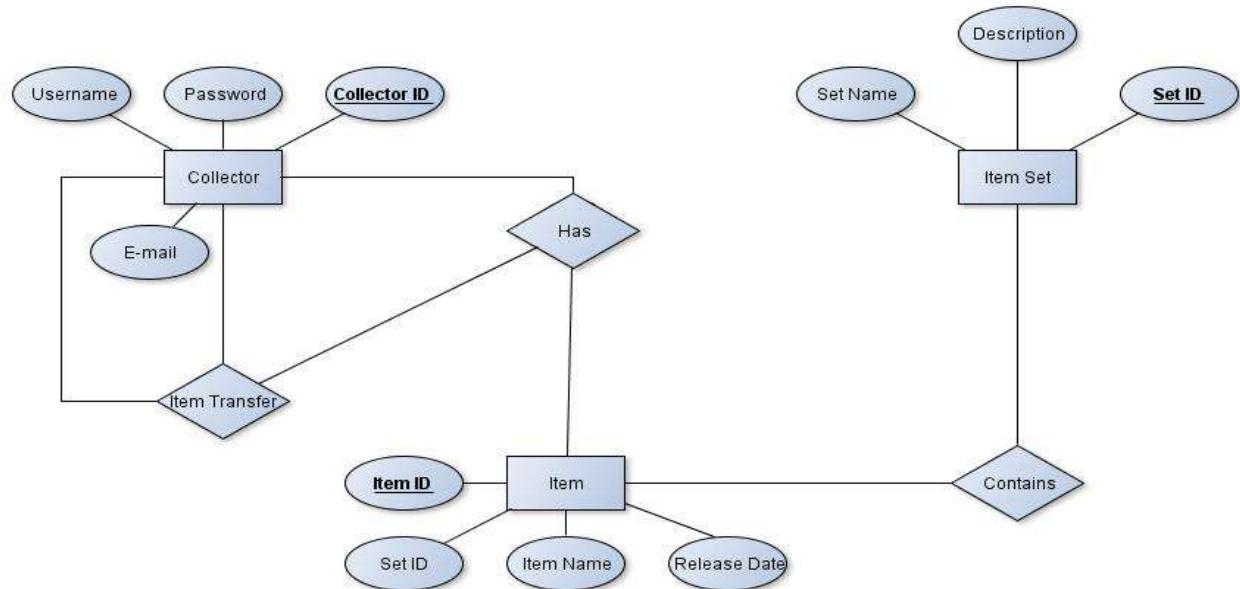 Description
Username
Password
Collector ID
Set Name
Set ID
Collector
Item Set
Has
E-mail
Item Transfer
Item ID
Item
Contains
Set ID
Item Name
Release Date